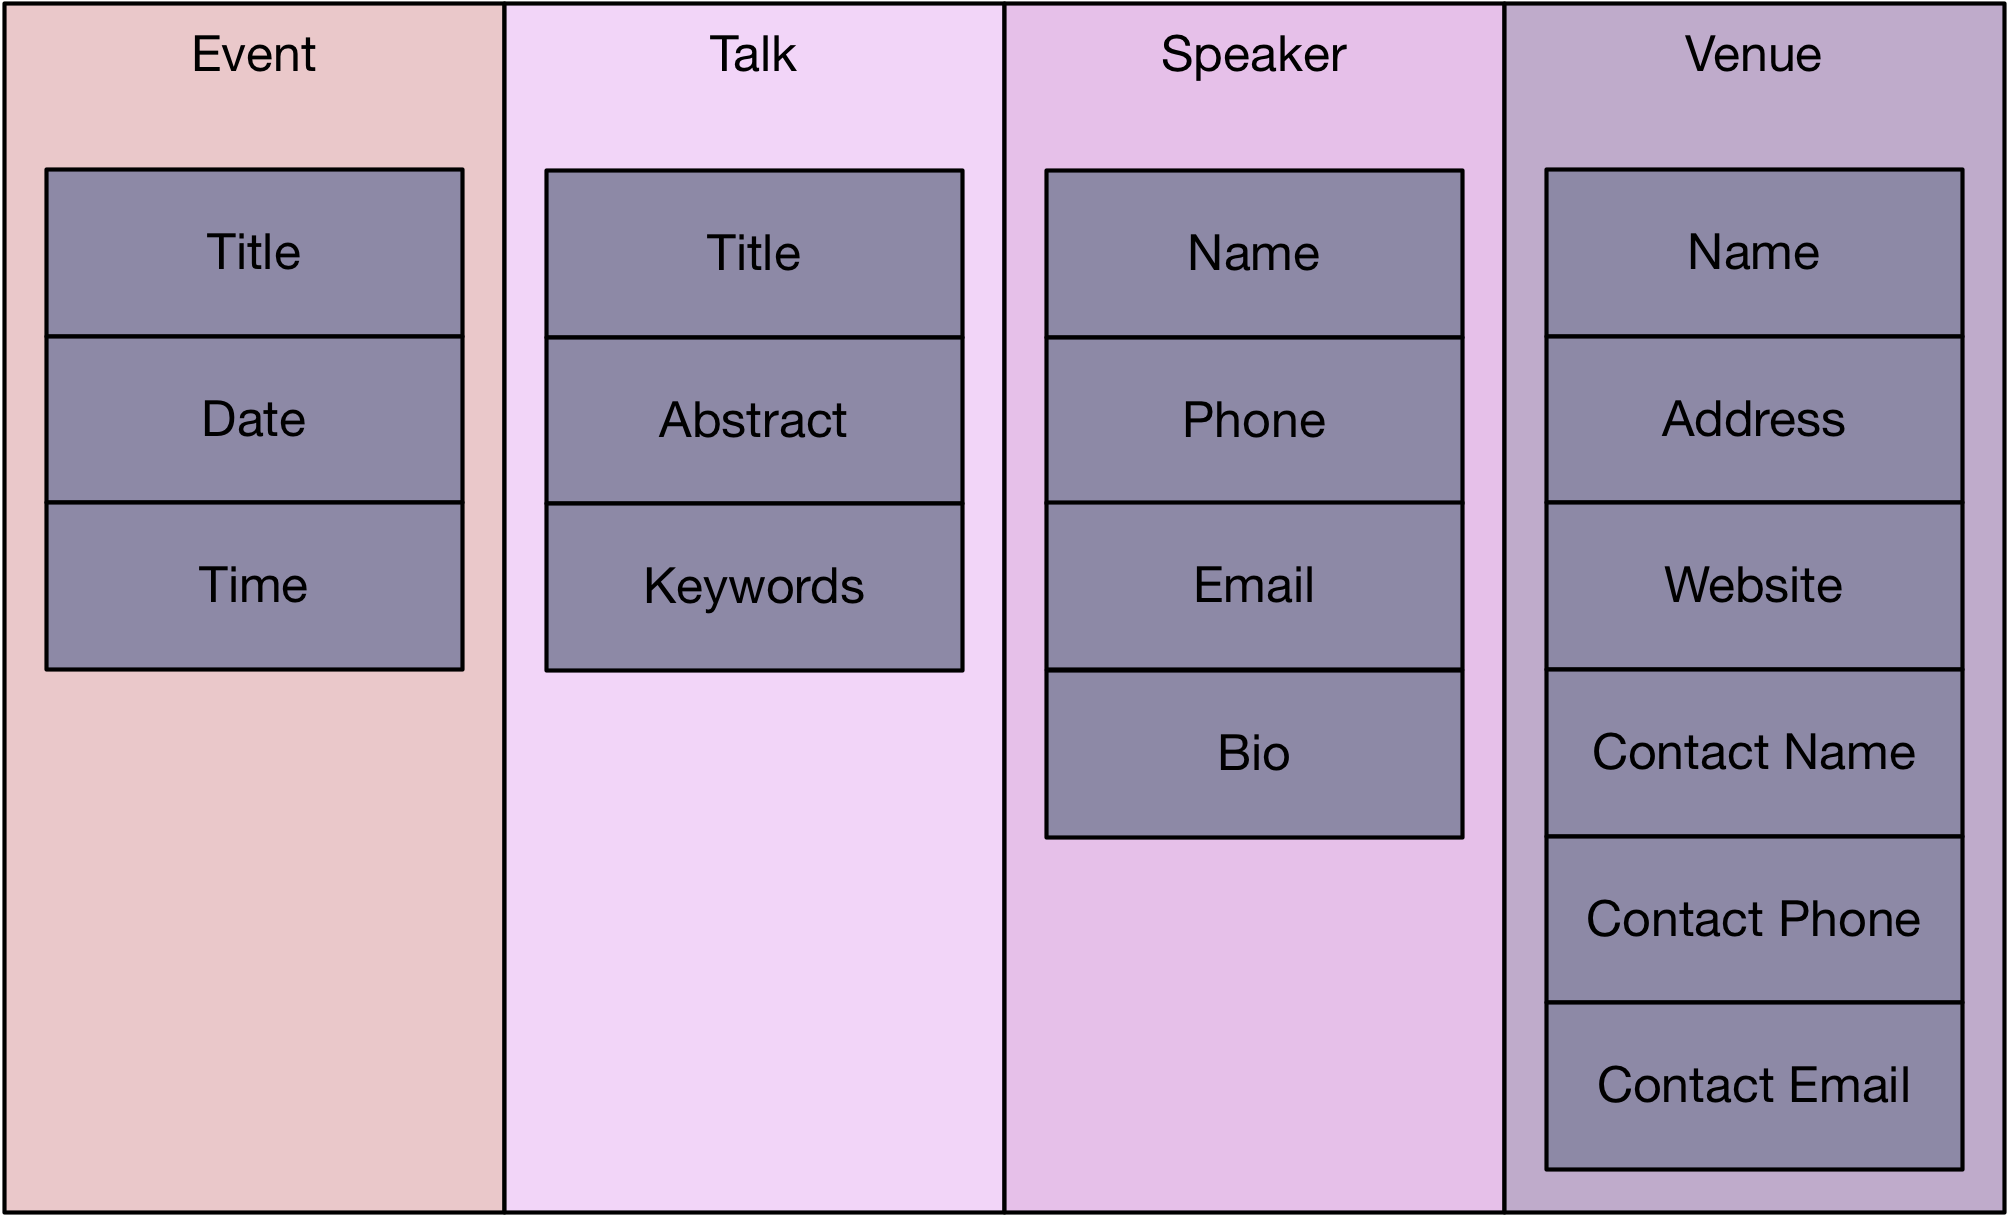 Event
Title
Date
Time
Talk
Title
Abstract
Keywords
Speaker
Name
Phone
Email
Bio
Venue
Name
Address
Website
Contact Name
Contact Phone
Contact Email